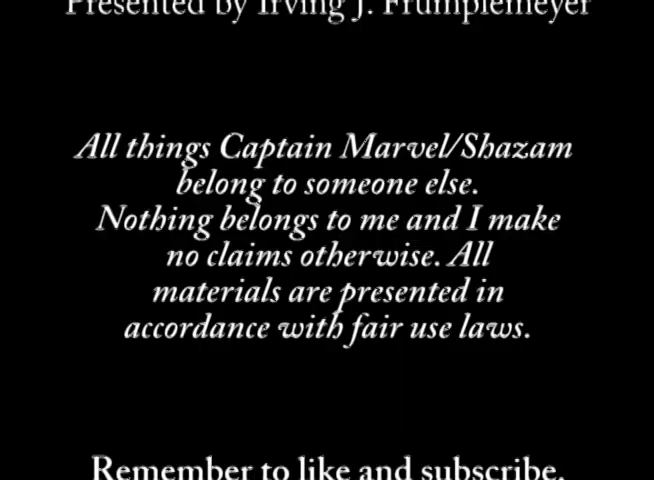 Presented by Irving J. Frumplemeyer
All things Captain Marvel/Shazam
belong to someone else.
Nothing belongs to me and I make
no claims otherwise. All
materials are presented in
accordance with fair use laws.
Remember to like and subscribe.